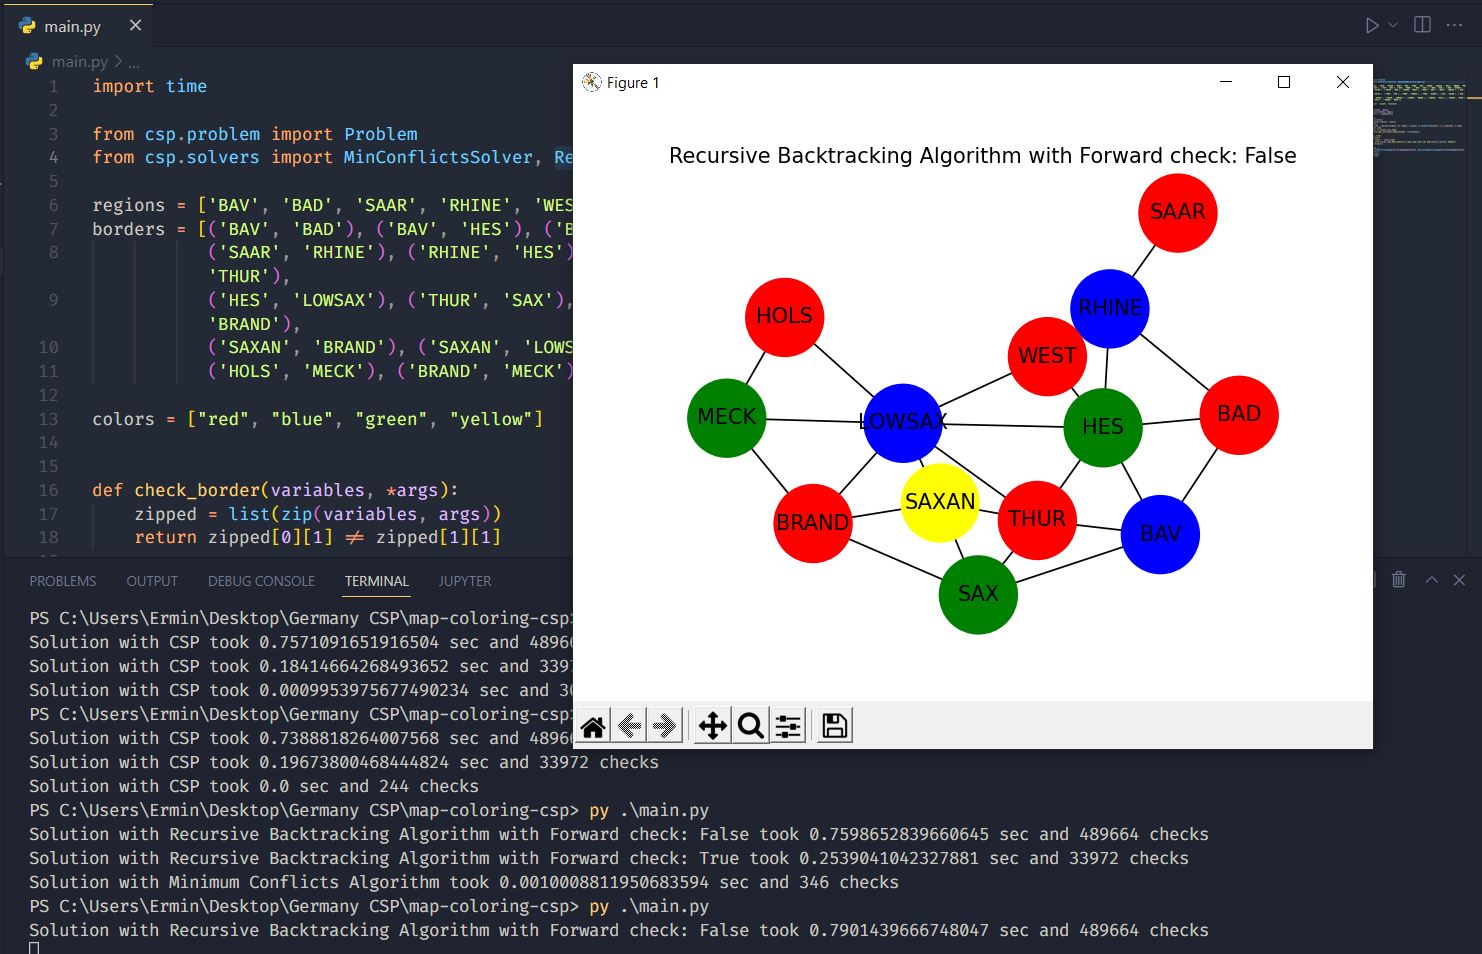 main.py
main.py > ...
1 import time
2
3 from csp.problem import Problem
4 from csp.solvers import MinConflictsSolver, Re
5
6 regions = ['BAV', 'BAD', 'SAAR', 'RHINE', 'WES
7 borders = [('BAV', 'BAD'), ('BAV', 'HES'), ('B
8 ('SAAR', 'RHINE'), ('RHINE', 'HES')
'THUR'),
9 ('HES', 'LOWSAX'), ('THUR', 'SAX'),
'BRAND'),
10 ('SAXAN', 'BRAND'), ('SAXAN', 'LOWS
11 ('HOLS', 'MECK'), ('BRAND', 'MECK')
12
13 colors = ["red", "blue", "green", "yellow"]
14
15
16 def check_border(variables, *args):
17 zipped = list(zip(variables, args))
18 return zipped[0][1] ≠ zipped[1][1]
Figure 1
Recursive Backtracking Algorithm with Forward check: False
SAAR
HOLS
RHINE
WEST
MECK
LOWSAX
HES
BAD
SAXAN
BRAND
THUR
BAV
SAX
PROBLEMS OUTPUT DEBUG CONSOLE TERMINAL JUPYTER
PS C:\Users\Ermin\Desktop\Germany CSP\map-coloring-csp>
Solution with CSP took 0.7571091651916504 sec and 4896
Solution with CSP took 0.18414664268493652 sec and 3397
Solution with CSP took 0.0009953975677490234 sec and 30
PS C:\Users\Ermin\Desktop\Germany CSP\map-coloring-csp>
Solution with CSP took 0.7388818264007568 sec and 4896
Solution with CSP took 0.19673800468444824 sec and 33972 checks
Solution with CSP took 0.0 sec and 244 checks
PS C:\Users\Ermin\Desktop\Germany CSP\map-coloring-csp> py .\main.py
Solution with Recursive Backtracking Algorithm with Forward check: False took 0.7598652839660645 sec and 489664 checks
Solution with Recursive Backtracking Algorithm with Forward check: True took 0.2539041042327881 sec and 33972 checks
Solution with Minimum Conflicts Algorithm took 0.0010008811950683594 sec and 346 checks
PS C:\Users\Ermin\Desktop\Germany CSP\map-coloring-csp> py .\main.py
Solution with Recursive Backtracking Algorithm with Forward check: False took 0.7901439666748047 sec and 489664 checks